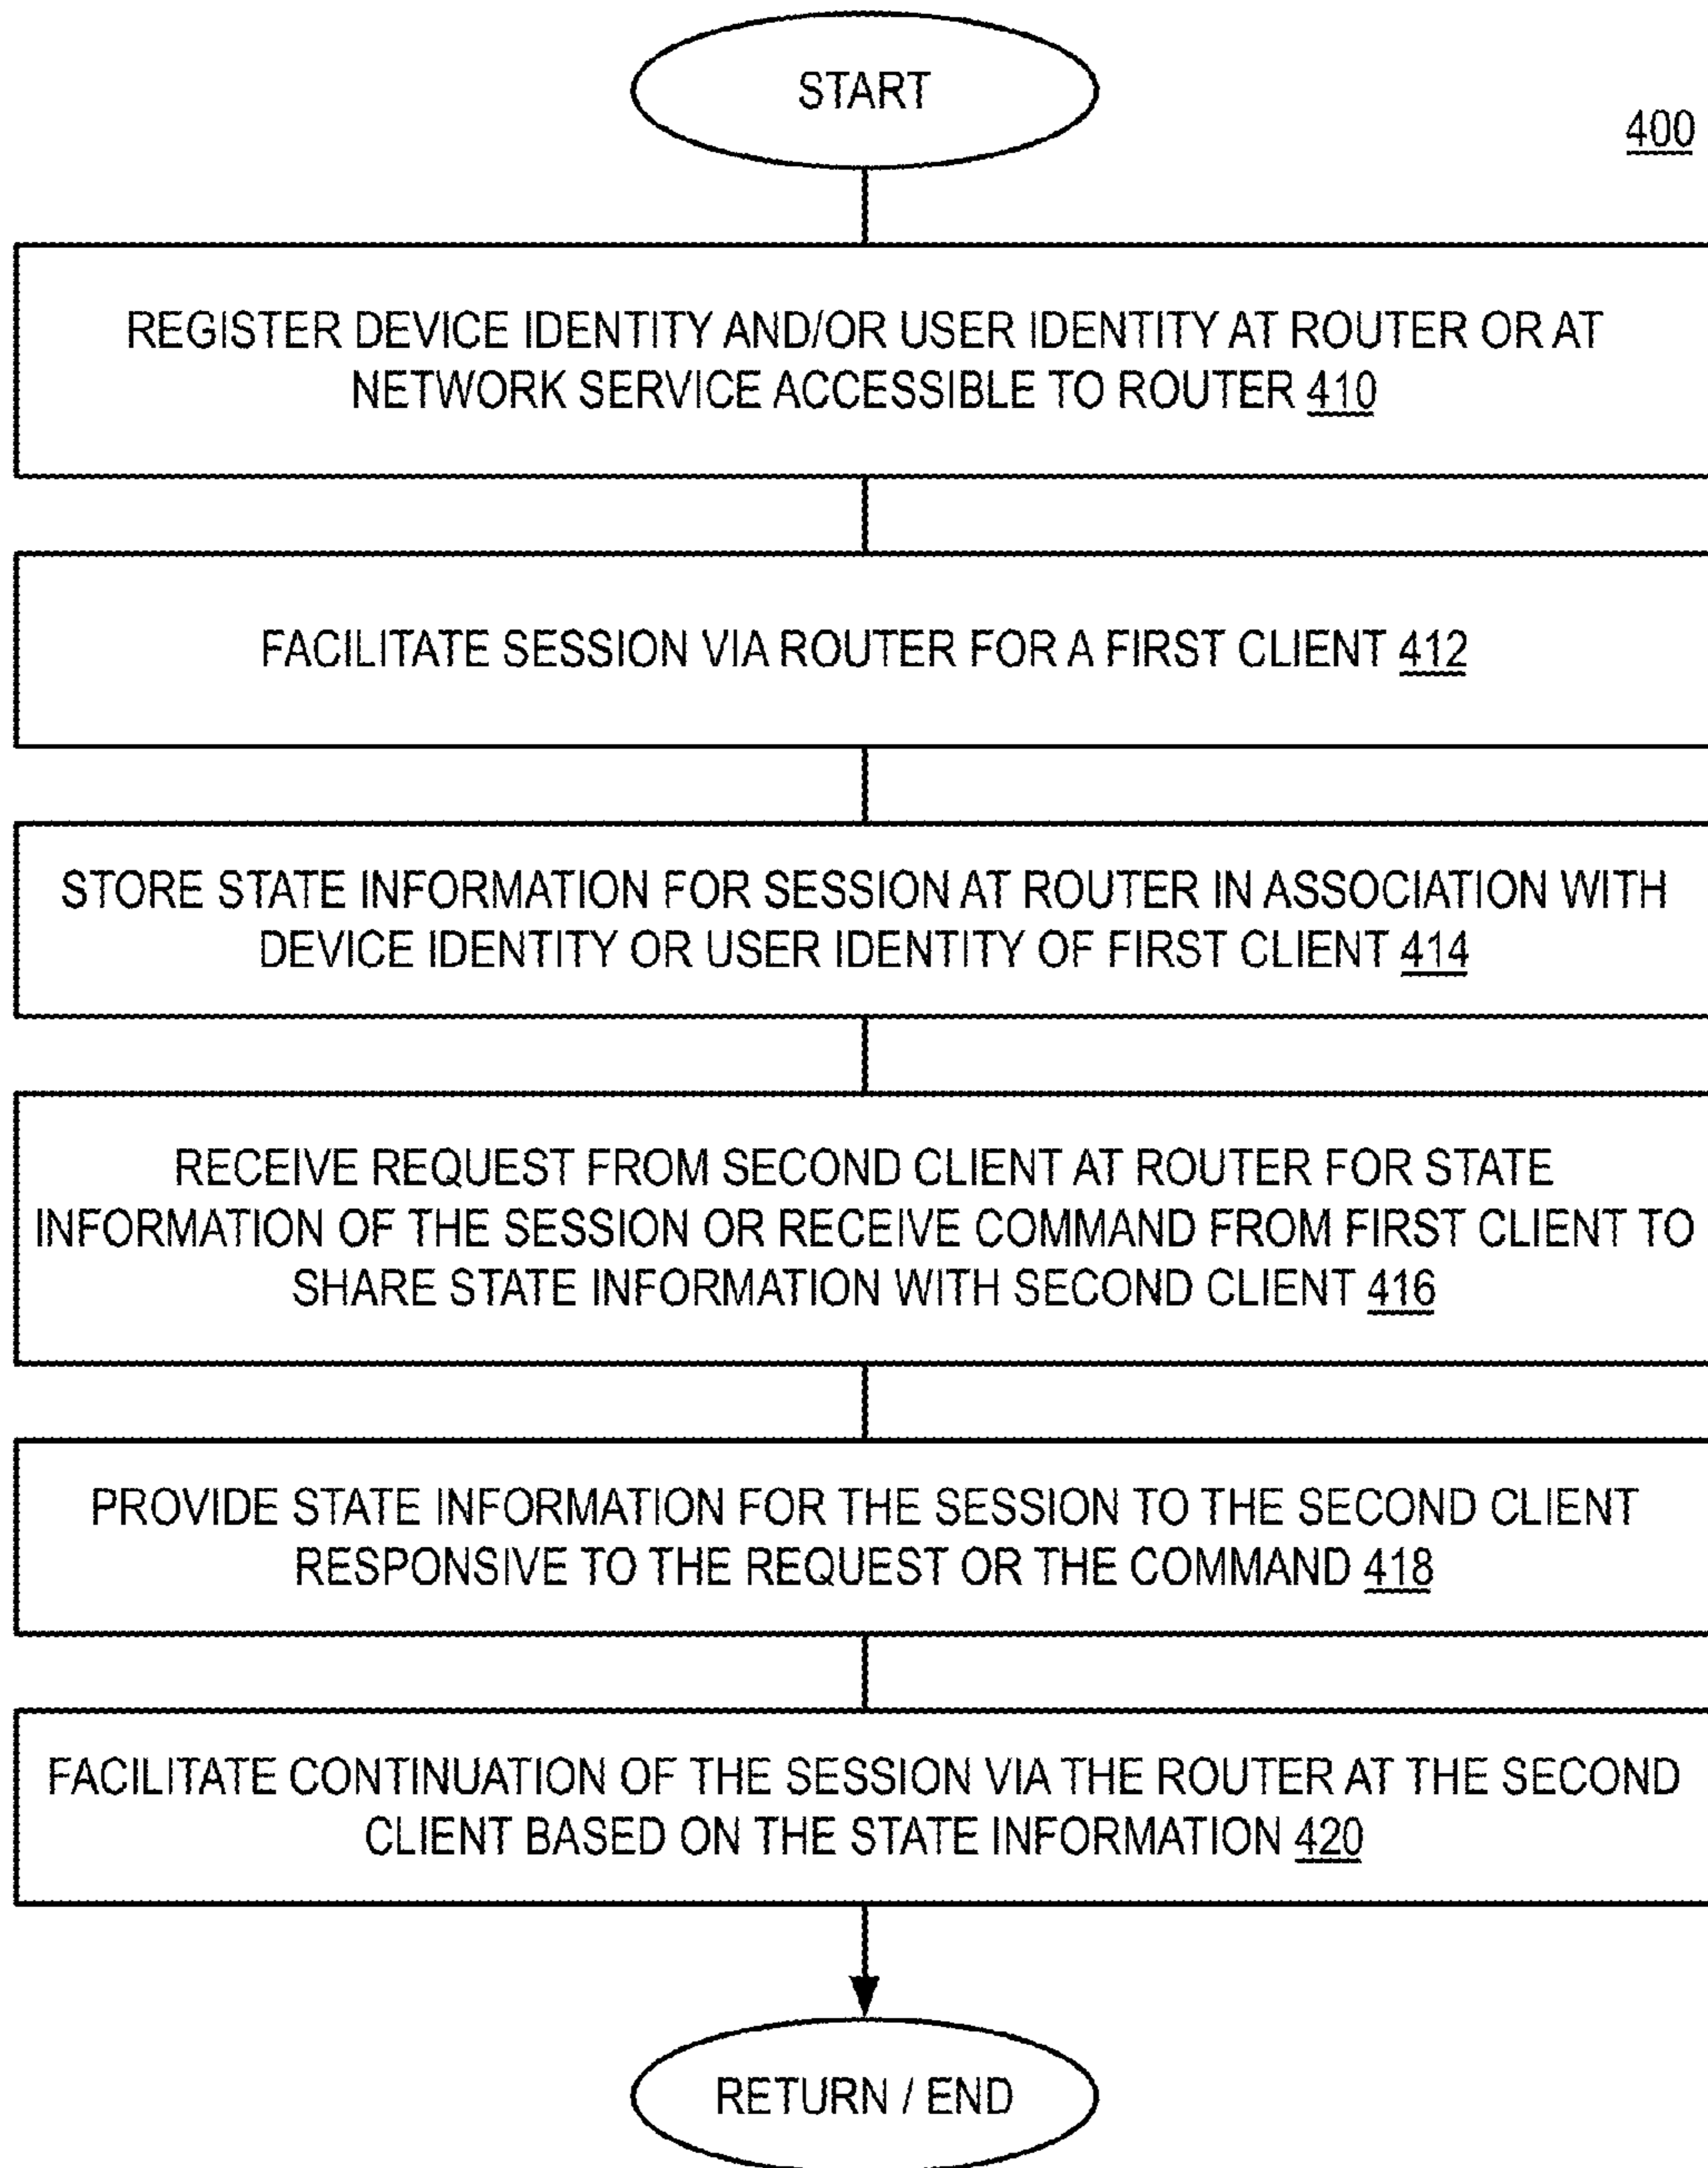 START
400
REGISTER DEVICE IDENTITY AND/OR USER IDENTITY AT ROUTER OR AT
NETWORK SERVICE ACCESSIBLE TO ROUTER 410
FACILITATE SESSION VIA ROUTER FOR A FIRST CLIENT 412
STORE STATE INFORMATION FOR SESSION AT ROUTER IN ASSOCIATION WITH
DEVICE IDENTITY OR USER IDENTITY OF FIRST CLIENT 414
RECEIVE REQUEST FROM SECOND CLIENT AT ROUTER FOR STATE
INFORMATION OF THE SESSION OR RECEIVE COMMAND FROM FIRST CLIENT TO
SHARE STATE INFORMATION WITH SECOND CLIENT 416
PROVIDE STATE INFORMATION FOR THE SESSION TO THE SECOND CLIENT
RESPONSIVE TO THE REQUEST OR THE COMMAND 418
FACILITATE CONTINUATION OF THE SESSION VIA THE ROUTER AT THE SECOND
CLIENT BASED ON THE STATE INFORMATION 420
RETURN / END